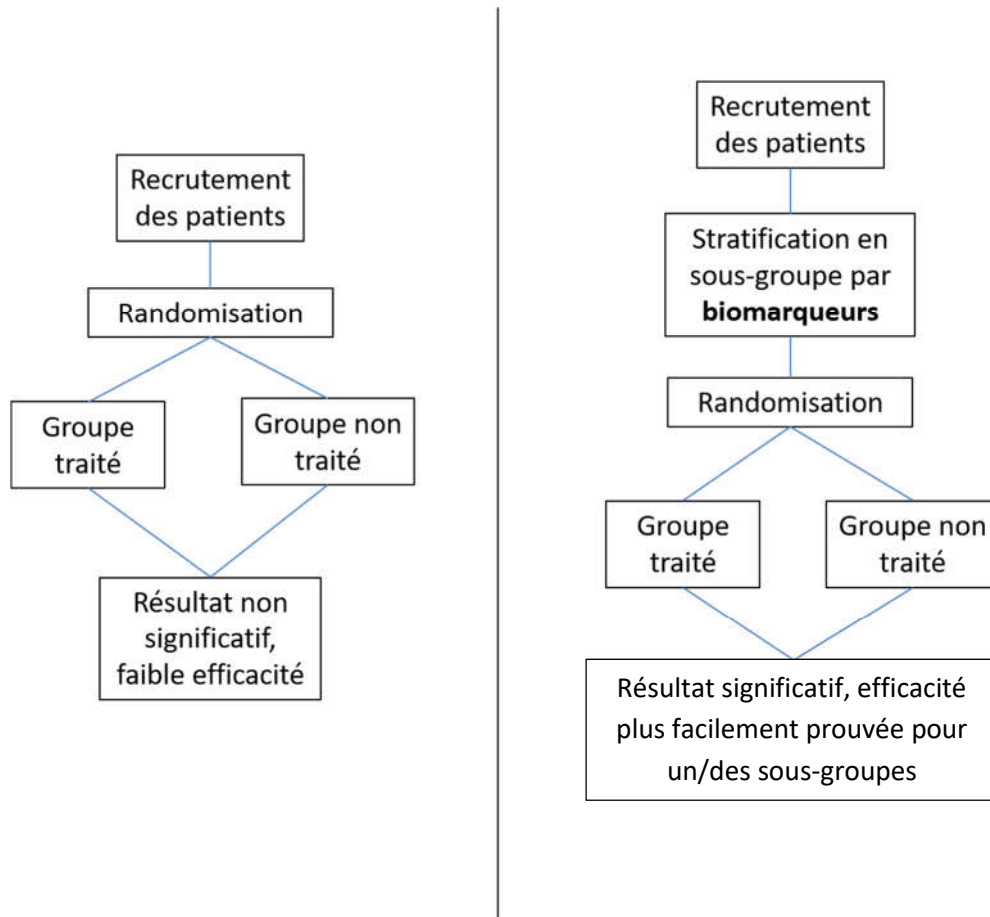 Recrutement
des patients
Randomisation
Groupe
traité
Groupe non
traité
Résultat non
significatif,
faible efficacité
Recrutement
des patients
Stratification en
sous-groupe par
biomarqueurs
Randomisation
Groupe
traité
Groupe non
traité
Résultat significatif, efficacité
plus facilement prouvée pour
un/des sous-groupes